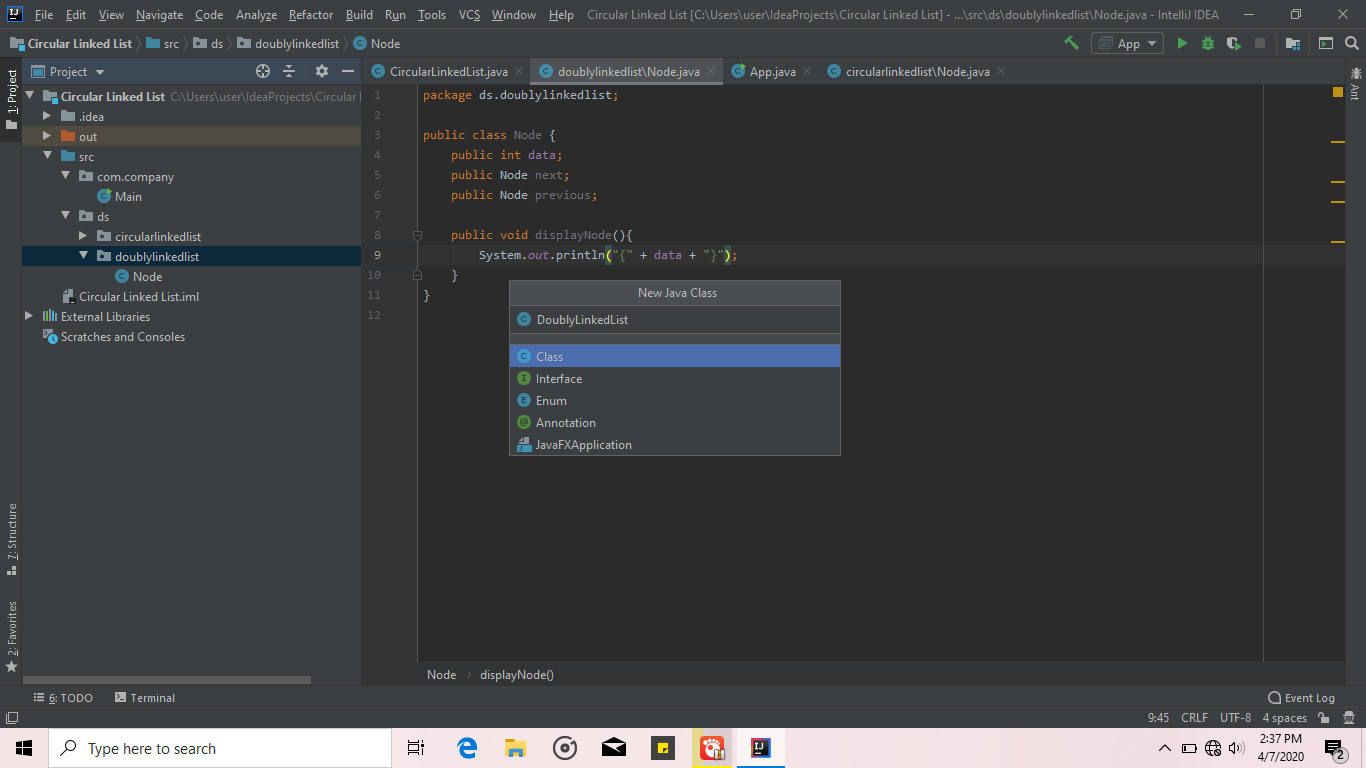 File Edit View Navigate Code Analyze Refactor Build Run Tools VCS Window Help Circular Linked List [C:\Users\user\IdeaProjects\Circular Linked List] - ...\src\ds\doublylinkedlist\Node.java - IntelliJ IDEA
Circular Linked List src ds doublylinkedlist Node App
1: Project
Project
CircularLinkedList.java doublylinkedlist\Node.java App.java circularlinkedlist\Node.java
Ant
Circular Linked List C:\Users\user\IdeaProjects\Circular
.idea
out
src
com.company
Main
ds
circularlinkedlist
doublylinkedlist
Node
Circular Linked List.iml
External Libraries
Scratches and Consoles
1 package ds.doublylinkedlist;
2
3 public class Node {
4 public int data;
5 public Node next;
6 public Node previous;
7
8 public void displayNode(){
9 System.out.println("{" + data + "}");
10 }
11 }
12
New Java Class
DoublyLinkedList
Class
Interface
Enum
Annotation
JavaFXApplication
7: Structure
2: Favorites
Node displayNode()
6: TODO Terminal Event Log
9:45 CRLF UTF-8 4 spaces
Type here to search
2:37 PM
4/7/2020
2